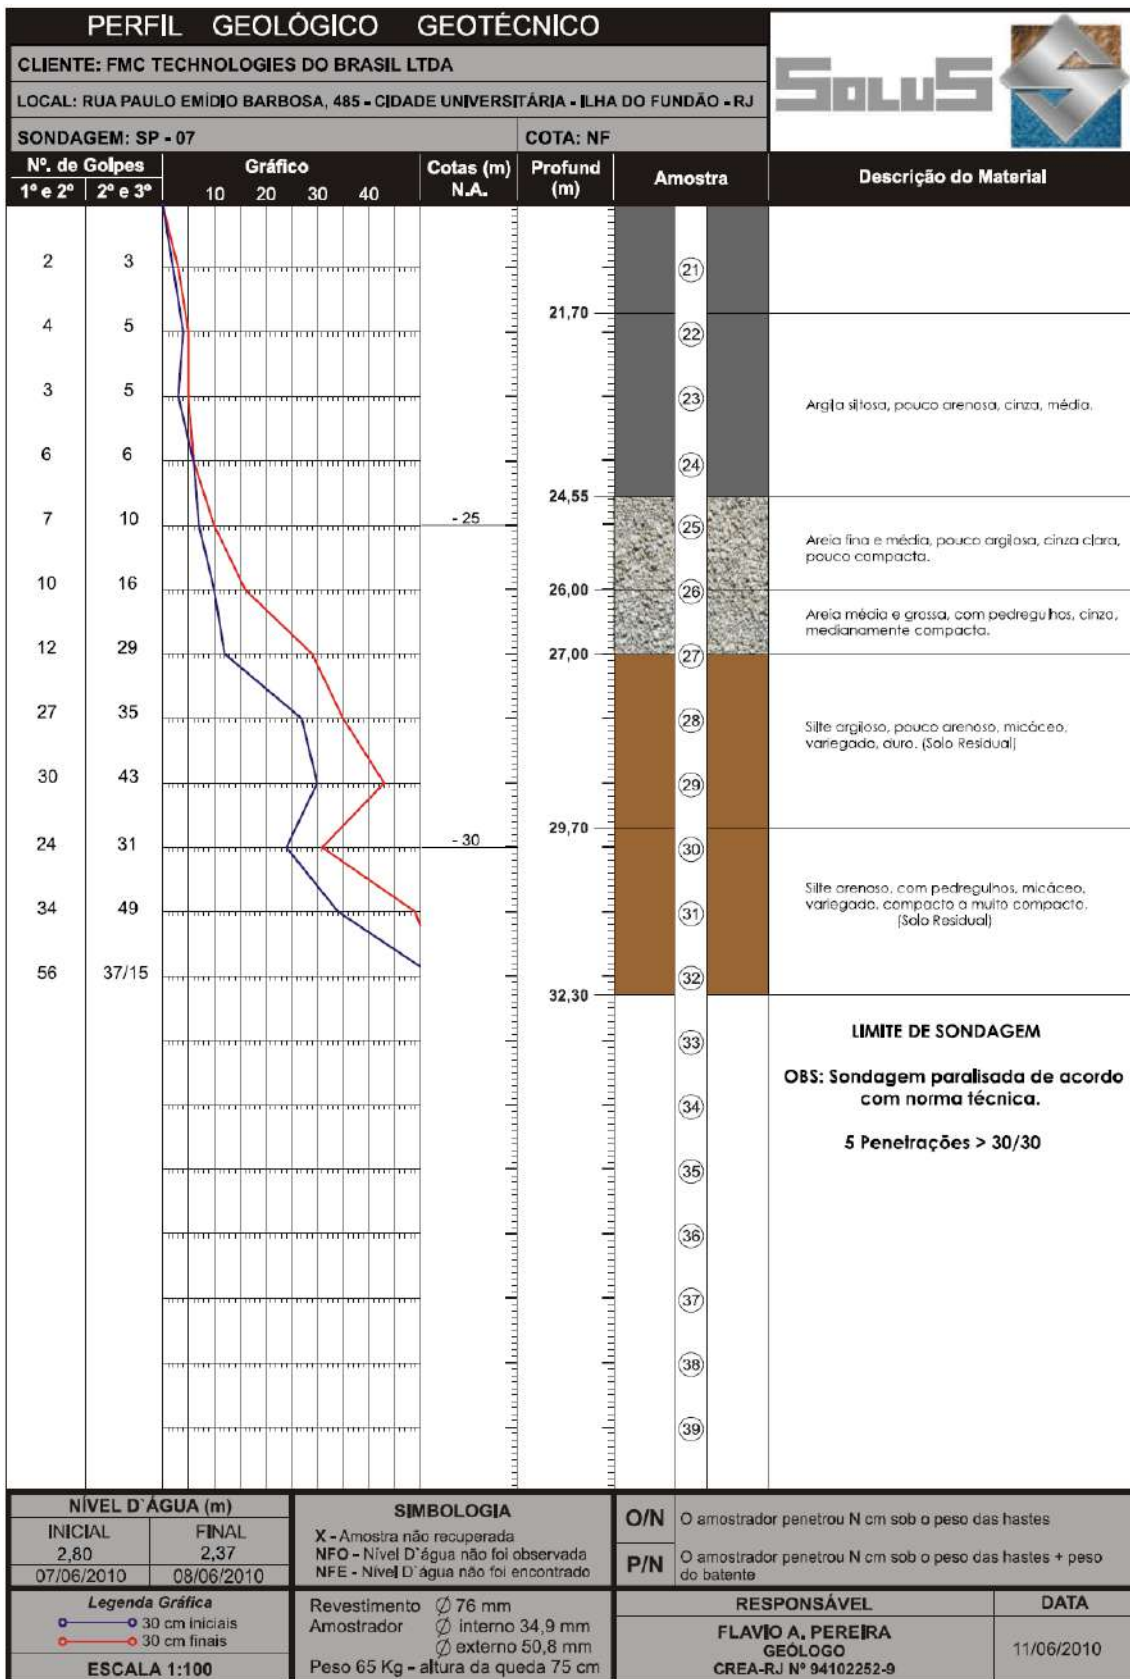 PERFIL GEOLÓGICO GEOTÉCNICO
CLIENTE: FMC TECHNOLOGIES DO BRASIL LTDA
LOCAL: RUA PAULO EMÍDIO BARBOSA, 485 - CIDADE UNIVERSITÁRIA - ILHA DO FUNDÃO - RJ
SONDAGEM: SP - 07 COTA: NF
SOLUS
Nº. de Golpes Gráfico Cotas (m) Profund Amostra Descrição do Material
1º e 2º 2º e 3º 10 20 30 40 N.A. (m)
2 3 21
21,70
4 5 22
3 5 23
Argila siltosa, pouco arenosa, cinza, média.
6 6 24
24,55
7 10 - 25 25
Areia fina e média, pouco argilosa, cinza clara,
pouco compacta.
10 16 26,00 26
Areia média e grossa, com pedregulhos, cinza,
medianamente compacta.
12 29 27,00 27
27 35 28
Silte argiloso, pouco arenoso, micáceo,
variegado, duro. (Solo Residual)
30 43 29
29,70
24 31 - 30 30
Silte arenoso, com pedregulhos, micáceo,
variegado, compacto a muito compacto.
(Solo Residual)
34 49 31
56 37/15 32
32,30
LIMITE DE SONDAGEM
33
OBS: Sondagem paralisada de acordo
com norma técnica.
34
5 Penetrações > 30/30
35
36
37
38
39
NÍVEL D`ÁGUA (m)
INICIAL FINAL
2,80 2,37
07/06/2010 08/06/2010
SIMBOLOGIA
X - Amostra não recuperada
NFO - Nível D`água não foi observada
NFE - Nível D`água não foi encontrado
O/N O amostrador penetrou N cm sob o peso das hastes
P/N O amostrador penetrou N cm sob o peso das hastes + peso
do batente
Legenda Gráfica
30 cm iniciais
30 cm finais
ESCALA 1:100
Revestimento Ø 76 mm
Amostrador Ø interno 34,9 mm
Ø externo 50,8 mm
Peso 65 Kg - altura da queda 75 cm
RESPONSÁVEL DATA
FLAVIO A. PEREIRA
GEÓLOGO
CREA-RJ Nº 94102252-9
11/06/2010